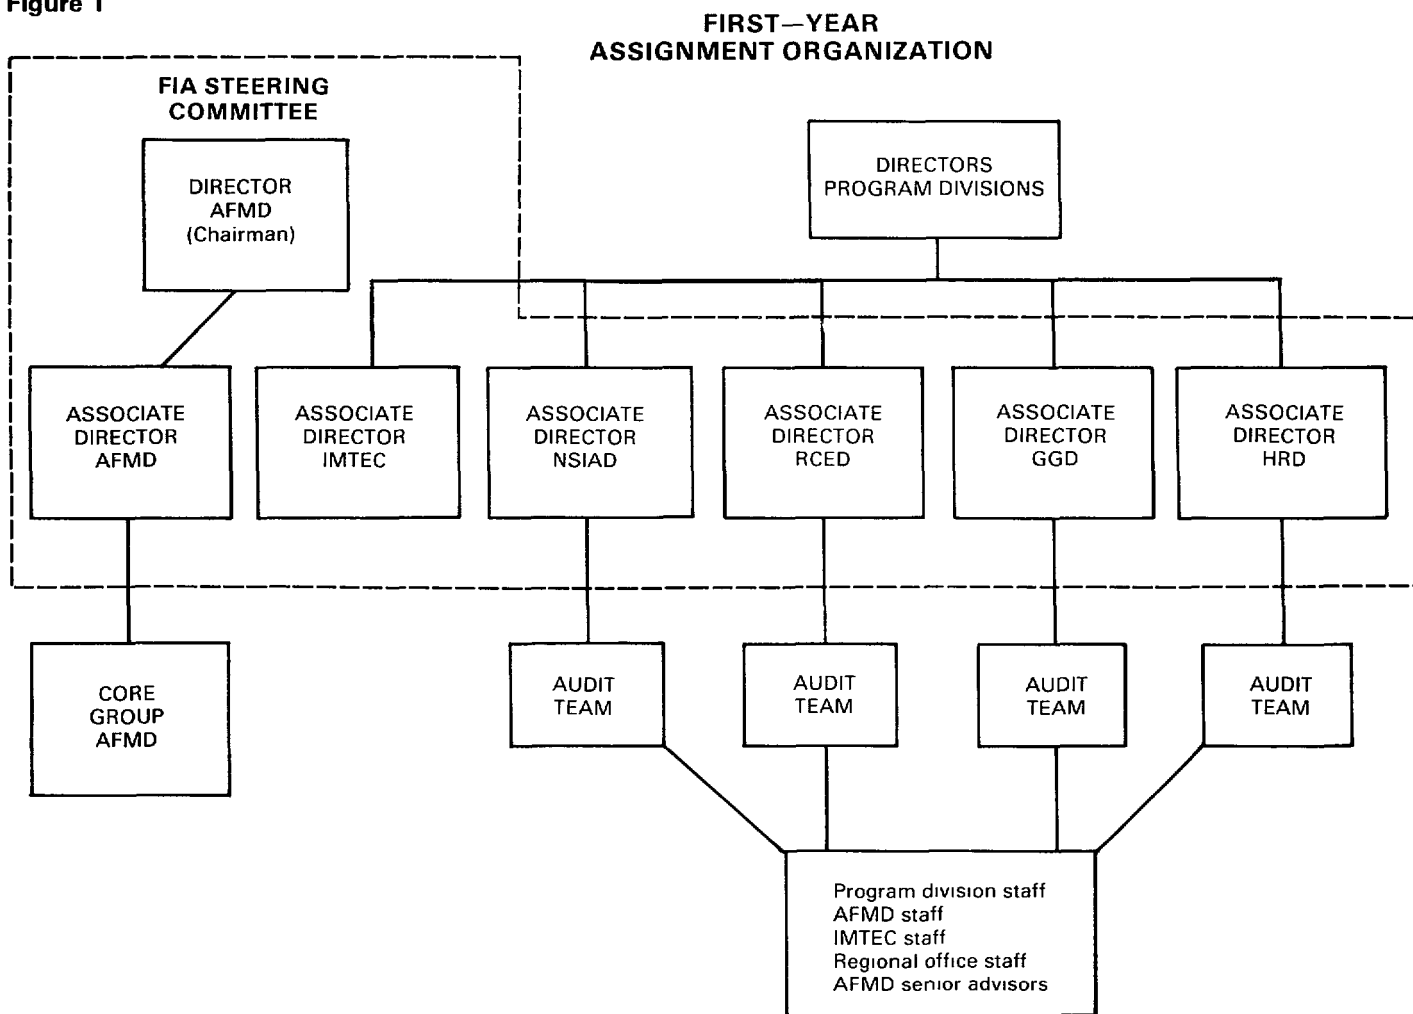 Figure 1
FIRST—YEAR
ASSIGNMENT ORGANIZATION
FIA STEERING
COMMITTEE
DIRECTOR
AFMD
(Chairman)
DIRECTORS
PROGRAM DIVISIONS
ASSOCIATE
DIRECTOR
AFMD
ASSOCIATE
DIRECTOR
IMTEC
ASSOCIATE
DIRECTOR
NSIAD
ASSOCIATE
DIRECTOR
RCED
ASSOCIATE
DIRECTOR
GGD
ASSOCIATE
DIRECTOR
HRD
CORE
GROUP
AFMD
AUDIT
TEAM
AUDIT
TEAM
AUDIT
TEAM
AUDIT
TEAM
Program division staff
AFMD staff
IMTEC staff
Regional office staff
AFMD senior advisors